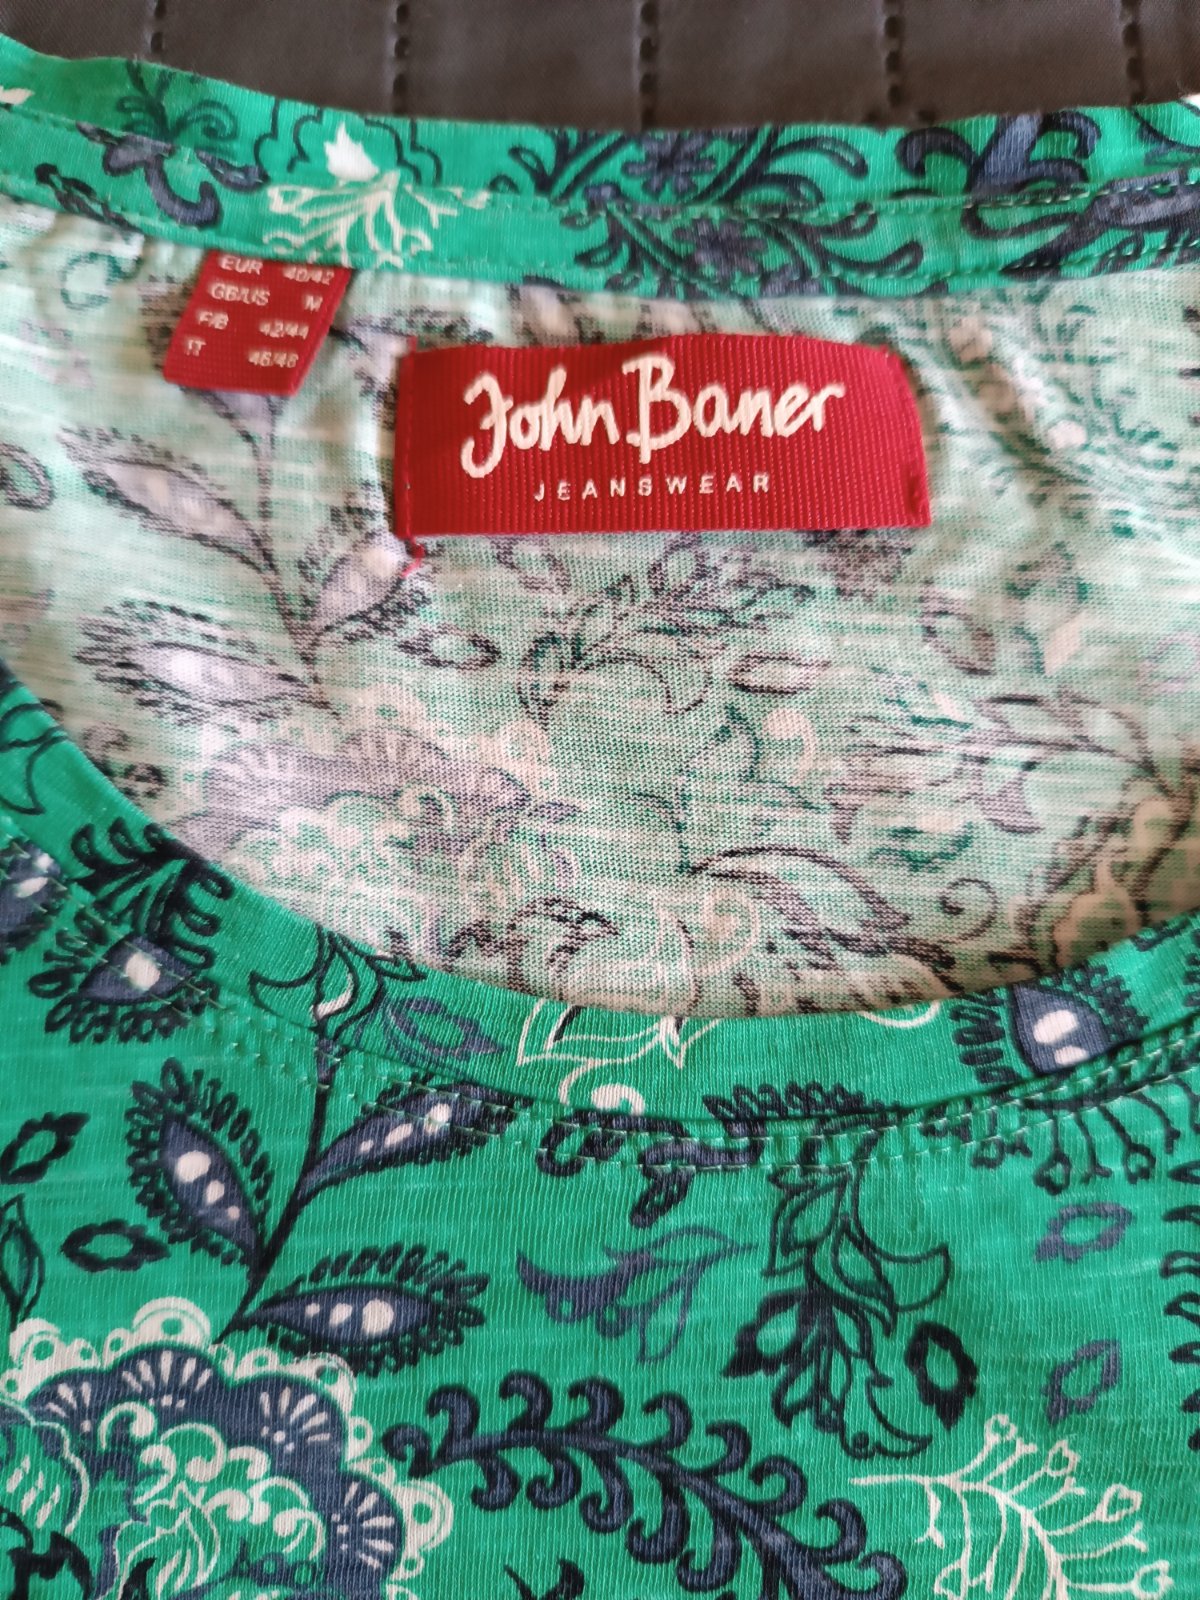 EUR 40/42
GB/US M
F/B 42/44
IT 46/48
John Baner
JEANSWEAR